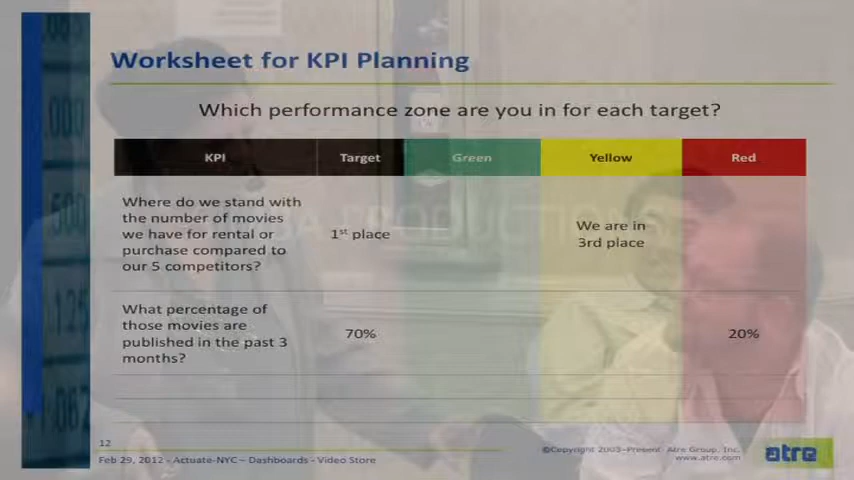 Worksheet for KPI Planning
Which performance zone are you in for each target?
KPI Target Green Yellow Red
Where do we stand with
the number of movies
we have for rental or
purchase compared to
our 5 competitors?
1st place
We are in
3rd place
What percentage of
those movies are
published in the past 3
months?
70%
20%
12
Feb 29, 2012 - Actuate-NYC – Dashboards - Video Store
©Copyright 2003-Present Atre Group, Inc.
www.atre.com
atre